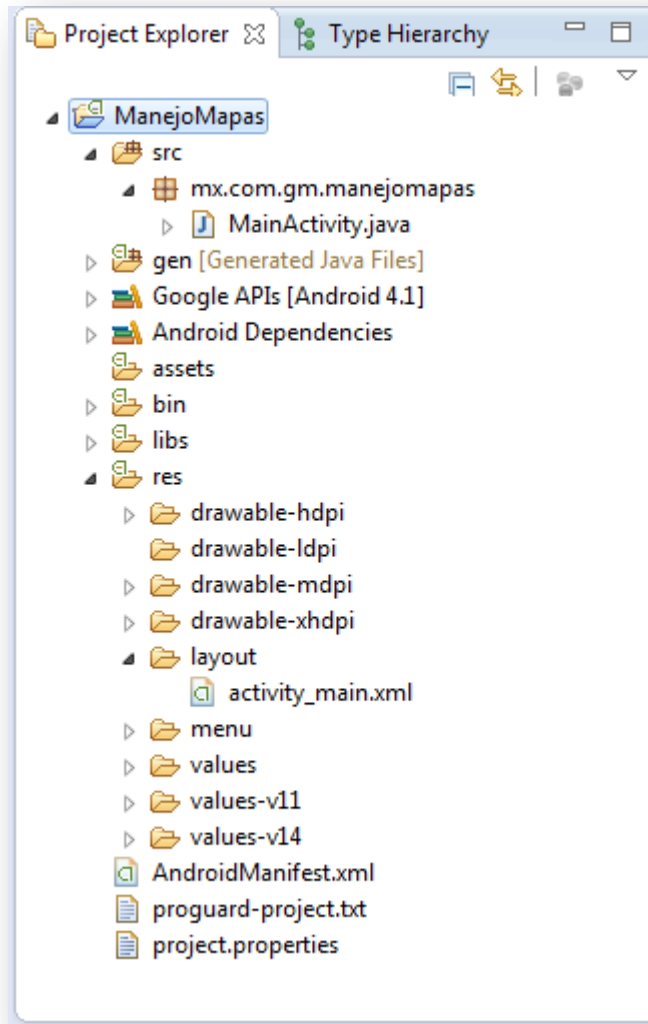 Project Explorer Type Hierarchy
ManejoMapas
src
mx.com.gm.manejomapas
MainActivity.java
gen [Generated Java Files]
Google APIs [Android 4.1]
Android Dependencies
assets
bin
libs
res
drawable-hdpi
drawable-ldpi
drawable-mdpi
drawable-xhdpi
layout
activity_main.xml
menu
values
values-v11
values-v14
AndroidManifest.xml
proguard-project.txt
project.properties